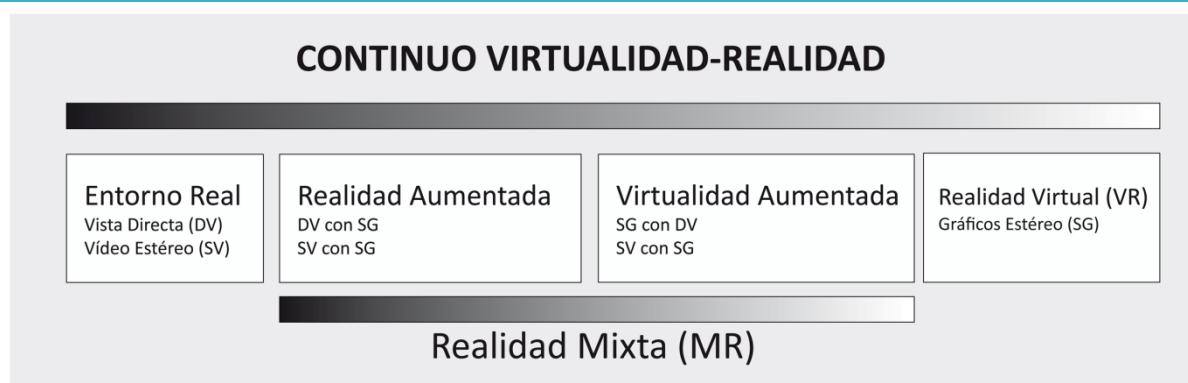 CONTINUO VIRTUALIDAD-REALIDAD
Entorno Real
Vista Directa (DV)
Vídeo Estéreo (SV)
Realidad Aumentada
DV con SG
SV con SG
Virtualidad Aumentada
SG con DV
SV con SG
Realidad Virtual (VR)
Gráficos Estéreo (SG)
Realidad Mixta (MR)